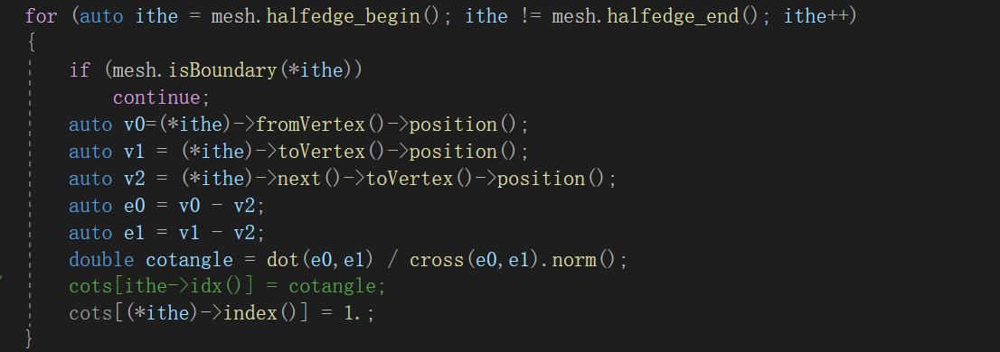 for (auto ithe = mesh.halfedge_begin(); ithe != mesh.halfedge_end(); ithe++)
{
    if (mesh.isBoundary(*ithe))
        continue;
    auto v0=(*ithe)->fromVertex()->position();
    auto v1 = (*ithe)->toVertex()->position();
    auto v2 = (*ithe)->next()->toVertex()->position();
    auto e0 = v0 - v2;
    auto e1 = v1 - v2;
    double cotangle = dot(e0,e1) / cross(e0,e1).norm();
    cots[ithe->idx()] = cotangle;
    cots[(*ithe)->index()] = 1.;
}